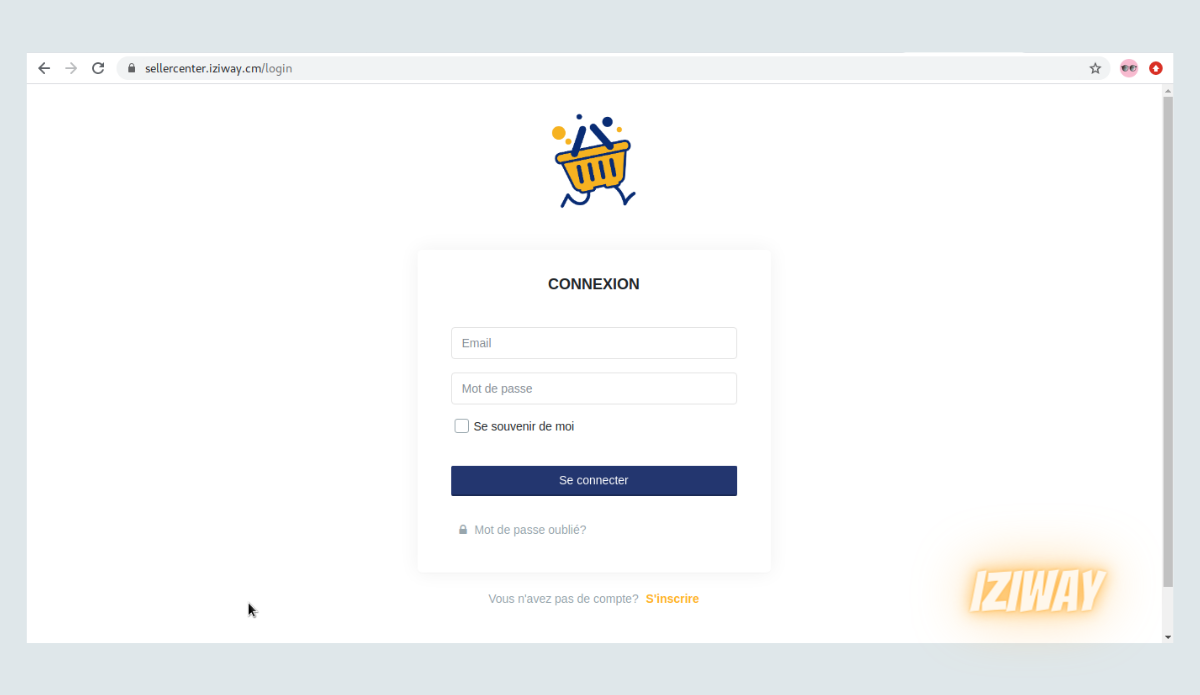 sellercenter.iziway.cm/login
CONNEXION
Email
Mot de passe
Se souvenir de moi
Se connecter
Mot de passe oublié?
Vous n'avez pas de compte? S'inscrire
IZIWAY